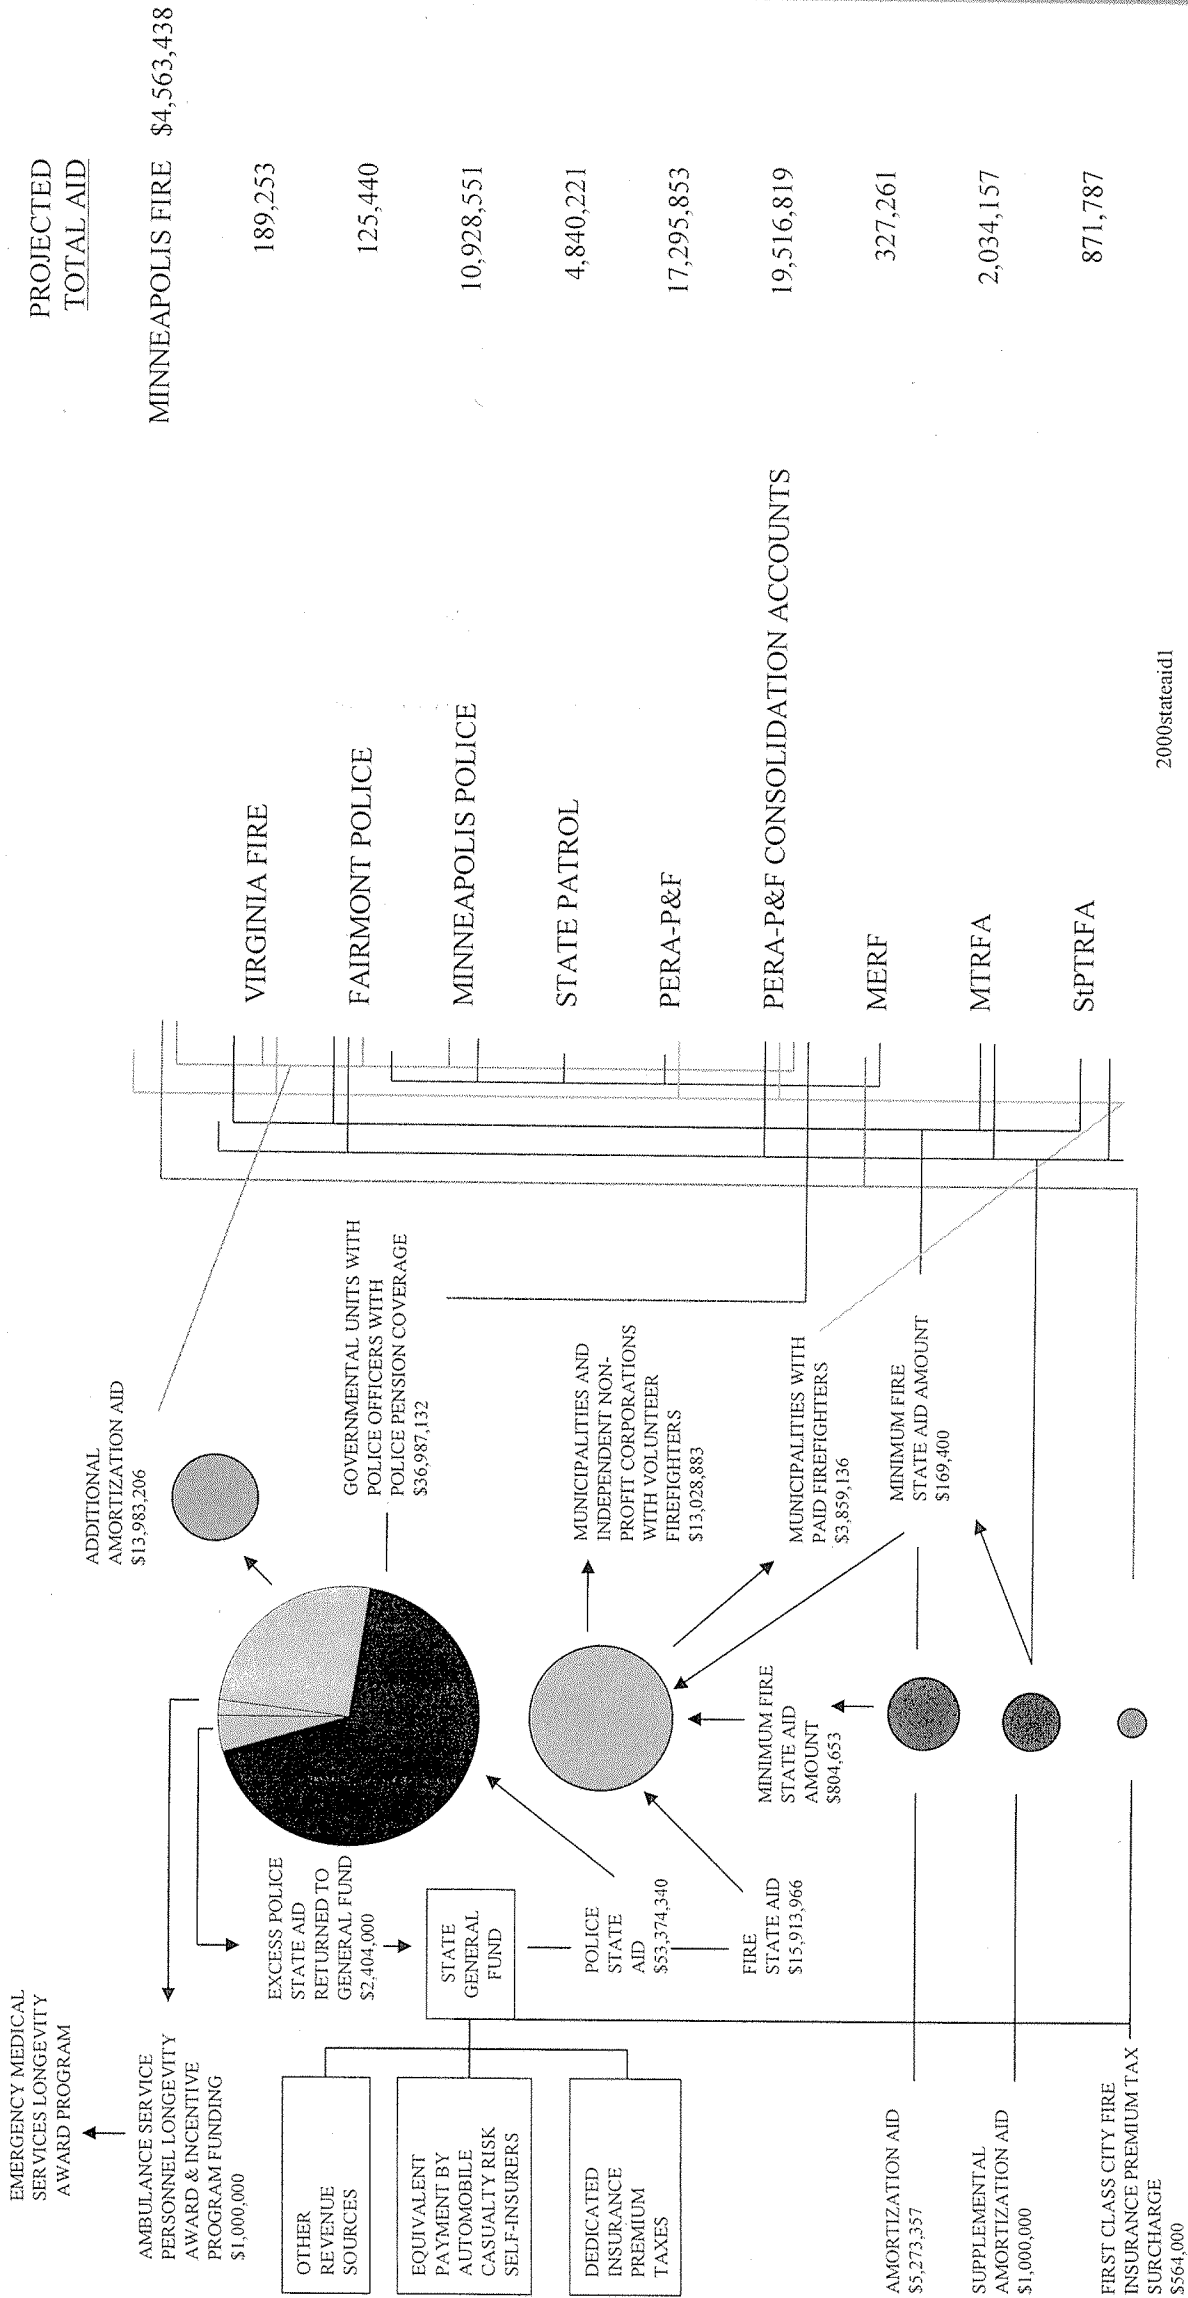 EMERGENCY MEDICAL
SERVICES LONGEVITY
AWARD PROGRAM
AMBULANCE SERVICE
PERSONNEL LONGEVITY
AWARD & INCENTIVE
PROGRAM FUNDING
$1,000,000
OTHER
REVENUE
SOURCES
EQUIVALENT
PAYMENT BY
AUTOMOBILE
CASUALTY RISK
SELF-INSURERS
DEDICATED
INSURANCE
PREMIUM
TAXES
AMORTIZATION AID
$5,273,357
SUPPLEMENTAL
AMORTIZATION AID
$1,000,000
FIRST CLASS CITY FIRE
INSURANCE PREMIUM TAX
SURCHARGE
$564,000
EXCESS POLICE
STATE AID
RETURNED TO
GENERAL FUND
$2,404,000
STATE
GENERAL
FUND
POLICE
STATE
AID
$53,374,340
FIRE
STATE AID
$15,913,966
MINIMUM FIRE
STATE AID
AMOUNT
$804,653
ADDITIONAL
AMORTIZATION AID
$13,983,206
GOVERNMENTAL UNITS WITH
POLICE OFFICERS WITH
POLICE PENSION COVERAGE
$36,987,132
MUNICIPALITIES AND
INDEPENDENT NON-
PROFIT CORPORATIONS
WITH VOLUNTEER
FIREFIGHTERS
$13,028,883
MUNICIPALITIES WITH
PAID FIREFIGHTERS
$3,859,136
MINIMUM FIRE
STATE AID AMOUNT
$169,400
PROJECTED
TOTAL AID
MINNEAPOLIS FIRE $4,563,438
VIRGINIA FIRE 189,253
FAIRMONT POLICE 125,440
MINNEAPOLIS POLICE 10,928,551
STATE PATROL 4,840,221
PERA-P&F 17,295,853
PERA-P&F CONSOLIDATION ACCOUNTS 19,516,819
MERF 327,261
MTRFA 2,034,157
StPTRFA 871,787
2000stateaid1